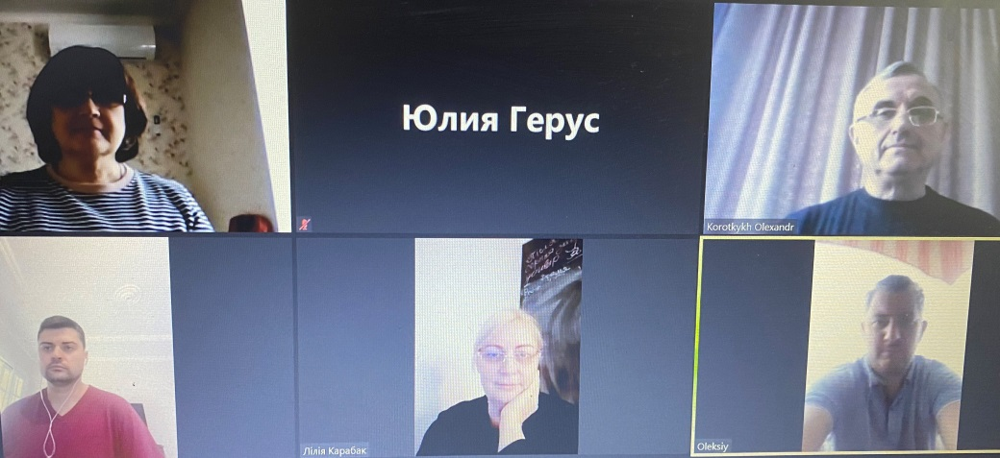 Юлия Герус
Korotkykh Olexandr
Лілія Карабак
Oleksiy